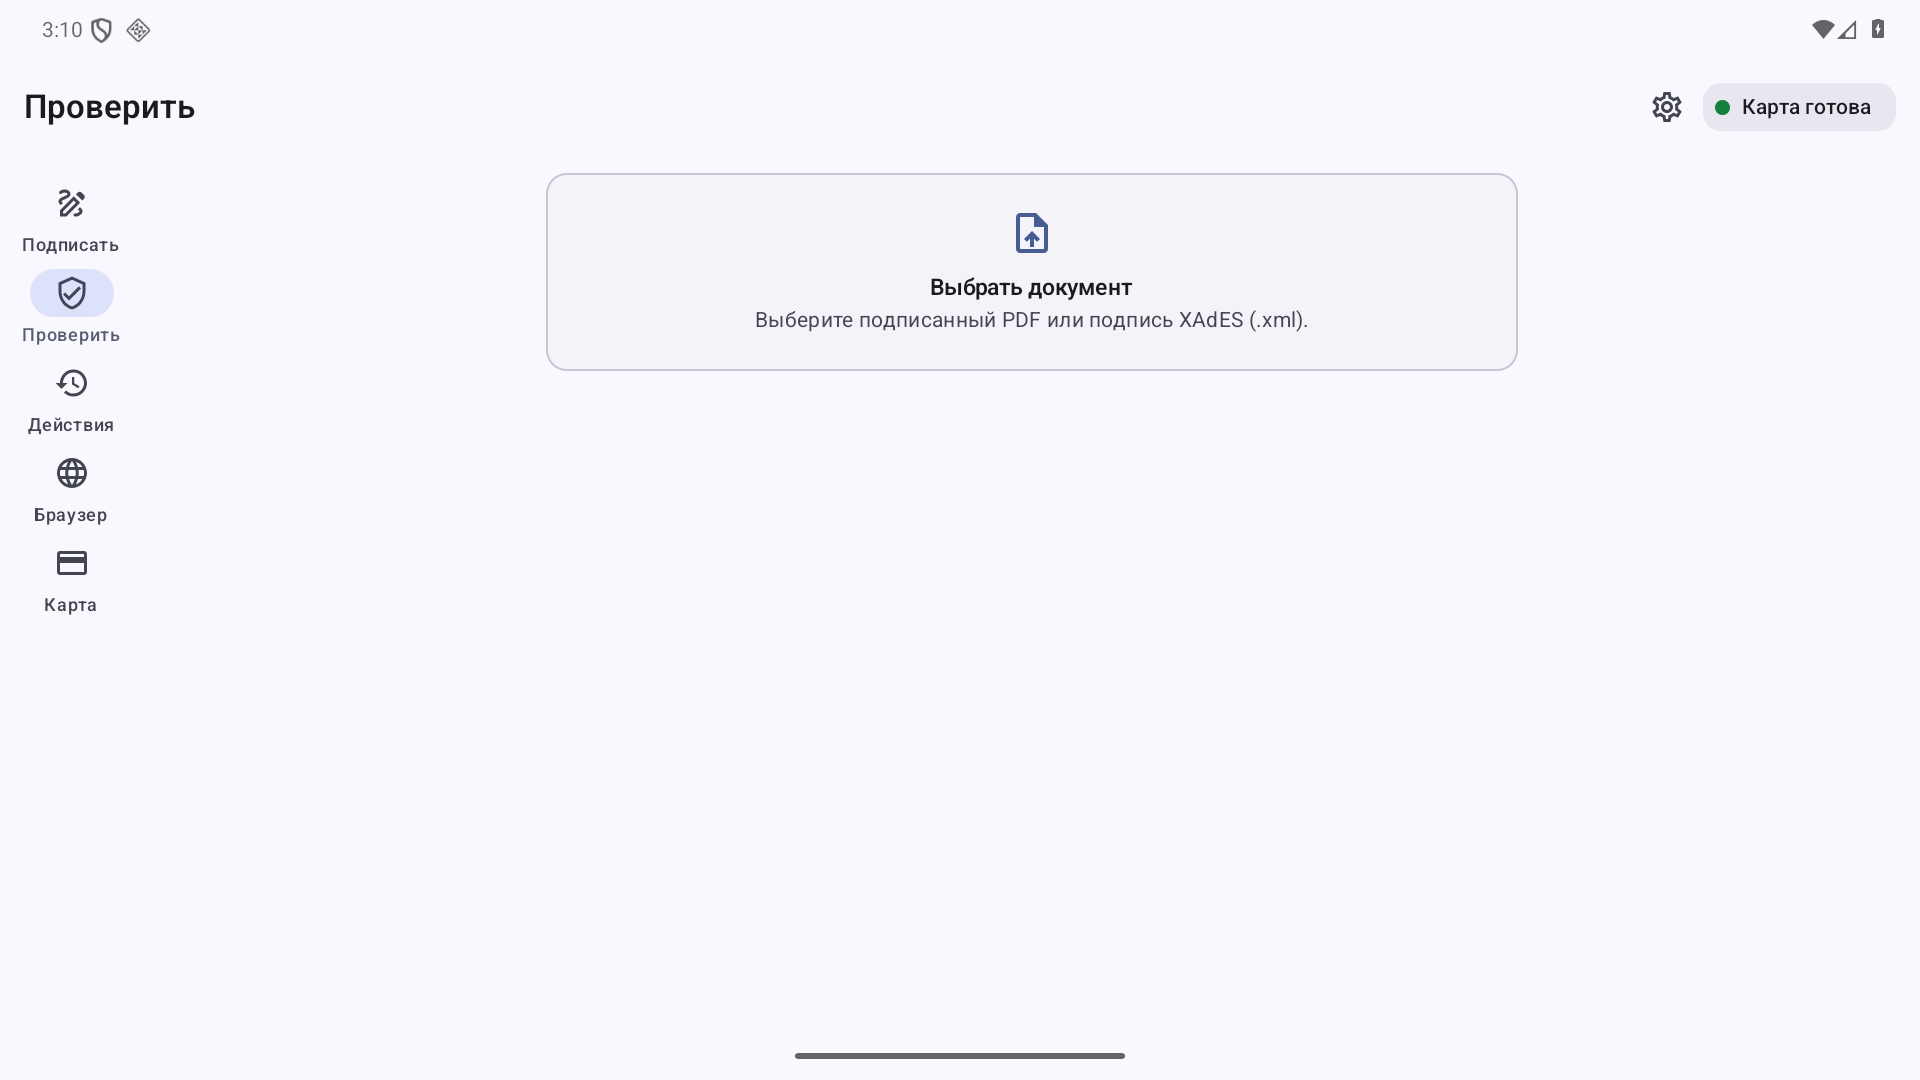 3:10
Проверить
Карта готова
Подписать
Проверить
Действия
Браузер
Карта
Выбрать документ
Выберите подписанный PDF или подпись XAdES (.xml).